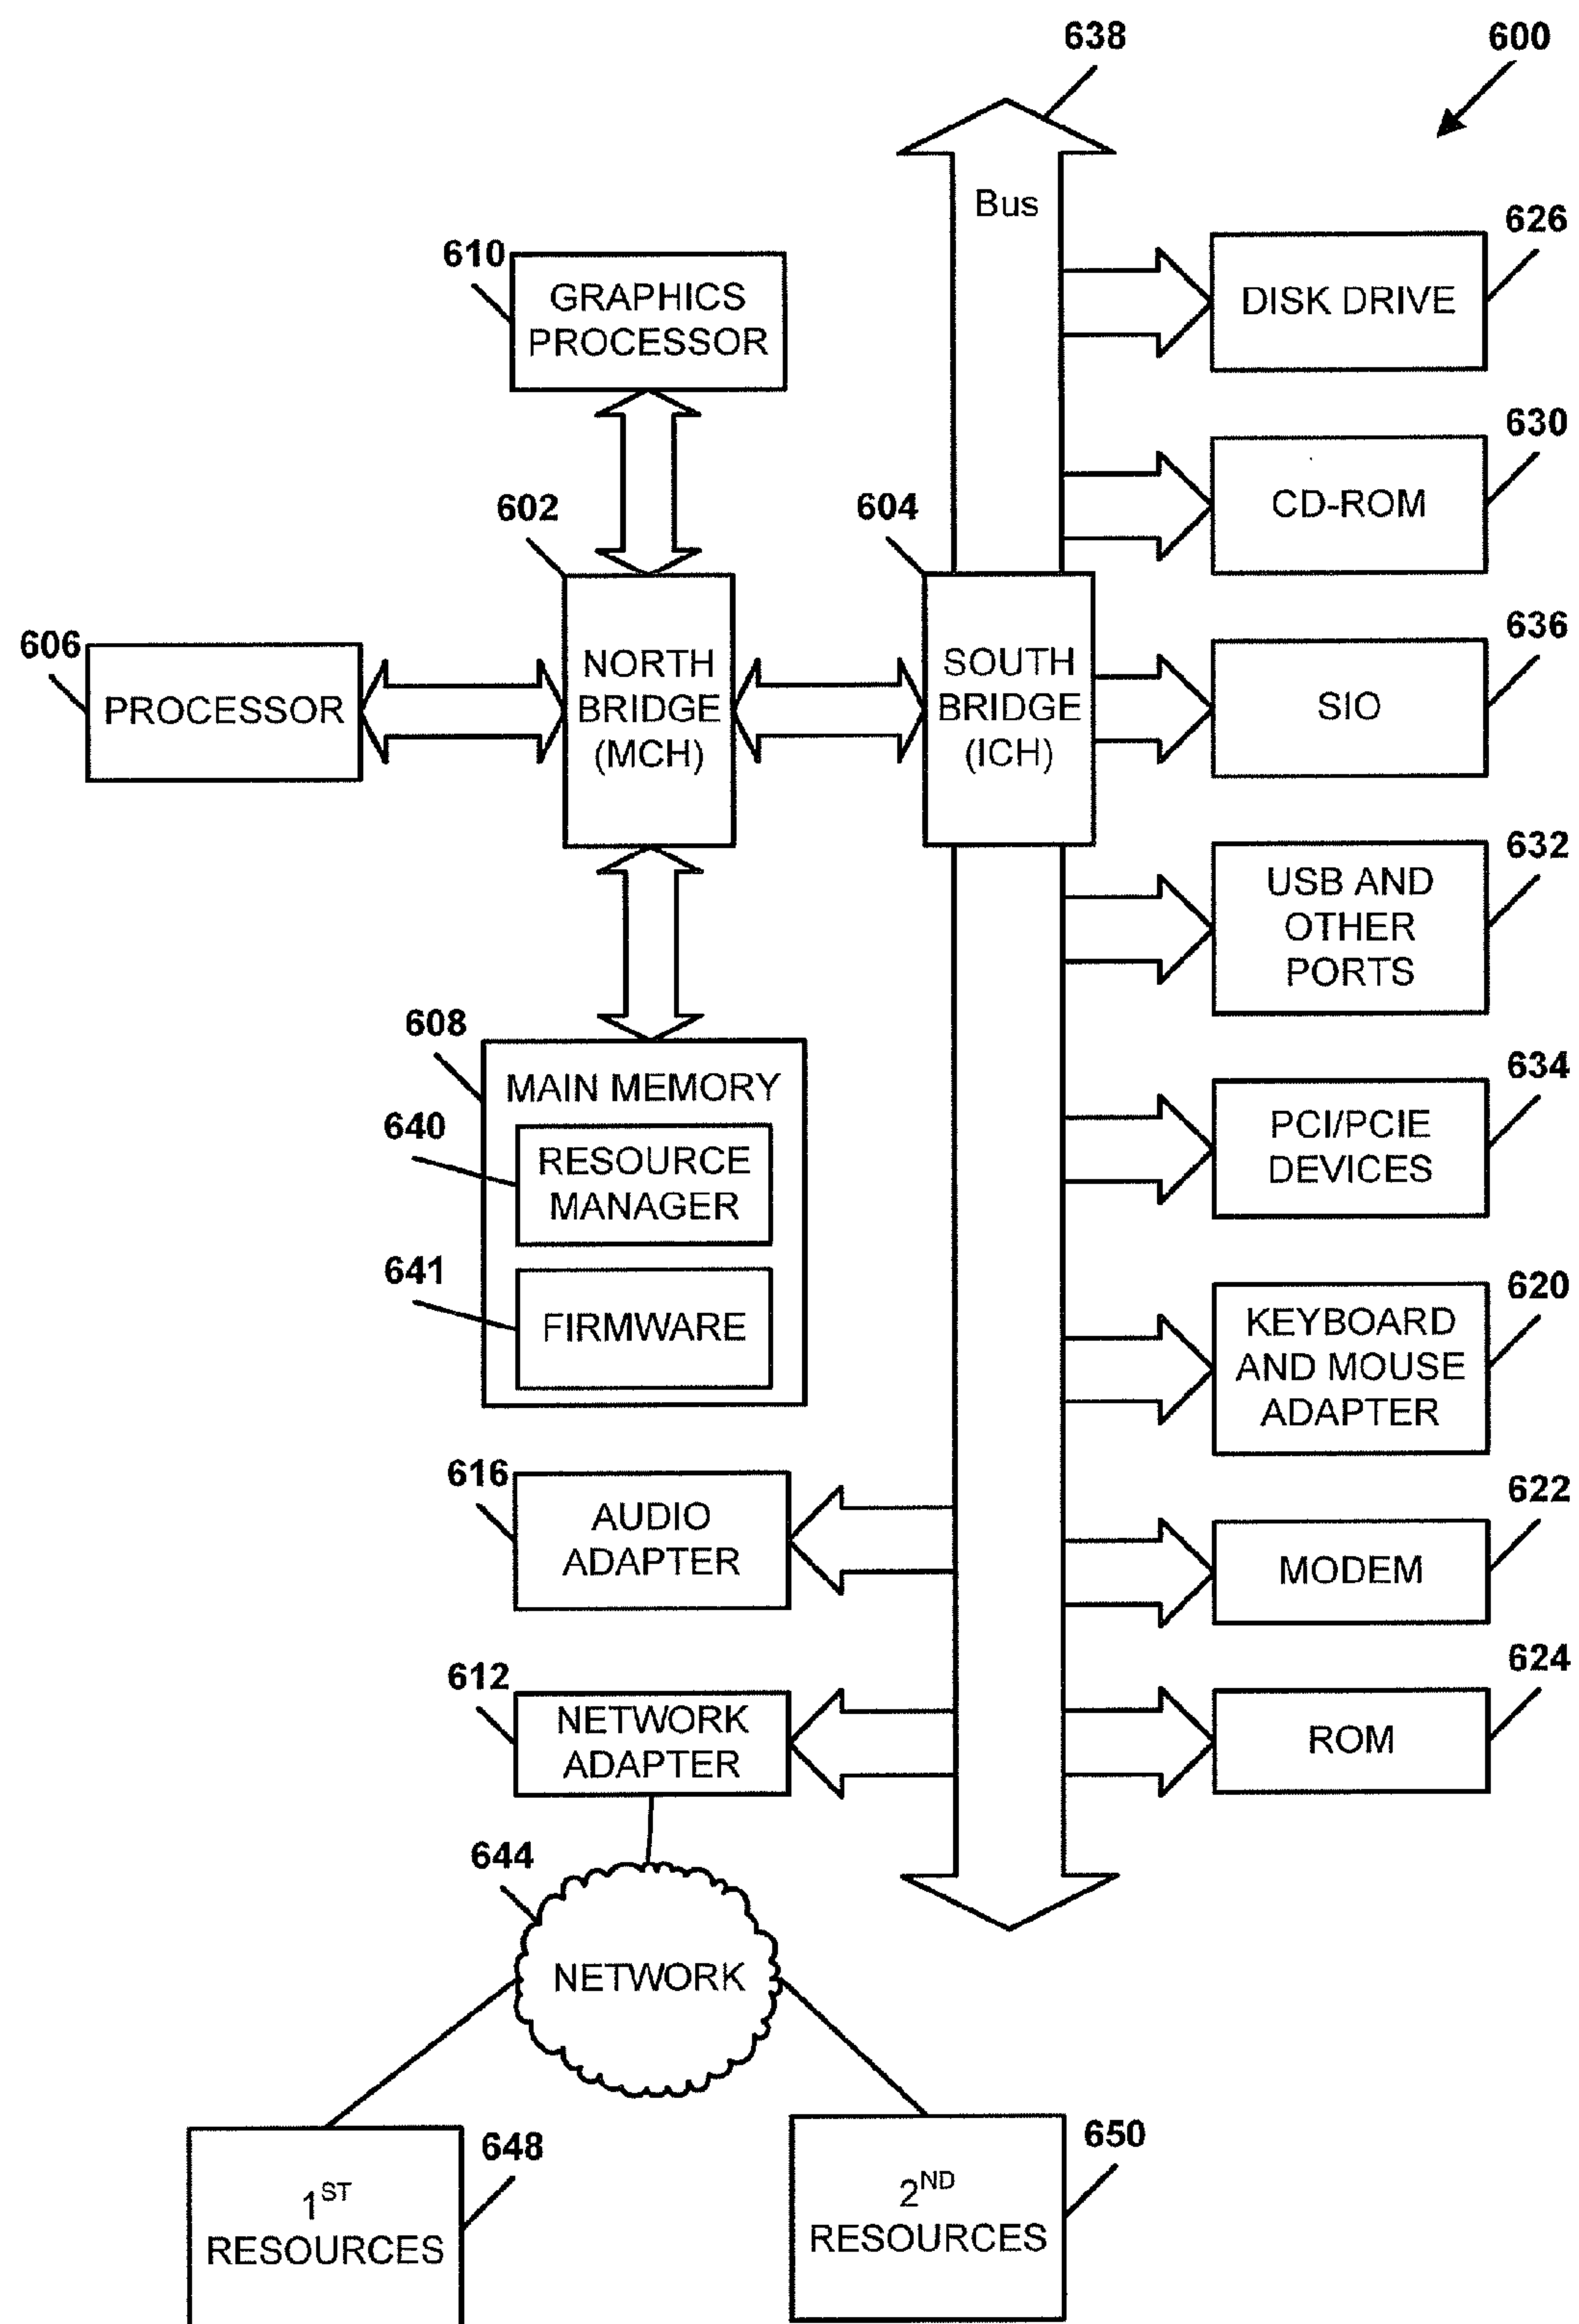 638
600
Bus
626
DISK DRIVE
610
GRAPHICS
PROCESSOR
630
CD-ROM
602
604
606
PROCESSOR
NORTH
BRIDGE
(MCH)
SOUTH
BRIDGE
(ICH)
636
SIO
632
USB AND
OTHER
PORTS
608
MAIN MEMORY
640
RESOURCE
MANAGER
641
FIRMWARE
634
PCI/PCIE
DEVICES
620
KEYBOARD
AND MOUSE
ADAPTER
616
AUDIO
ADAPTER
622
MODEM
612
NETWORK
ADAPTER
624
ROM
644
NETWORK
648
1ST
RESOURCES
650
2ND
RESOURCES